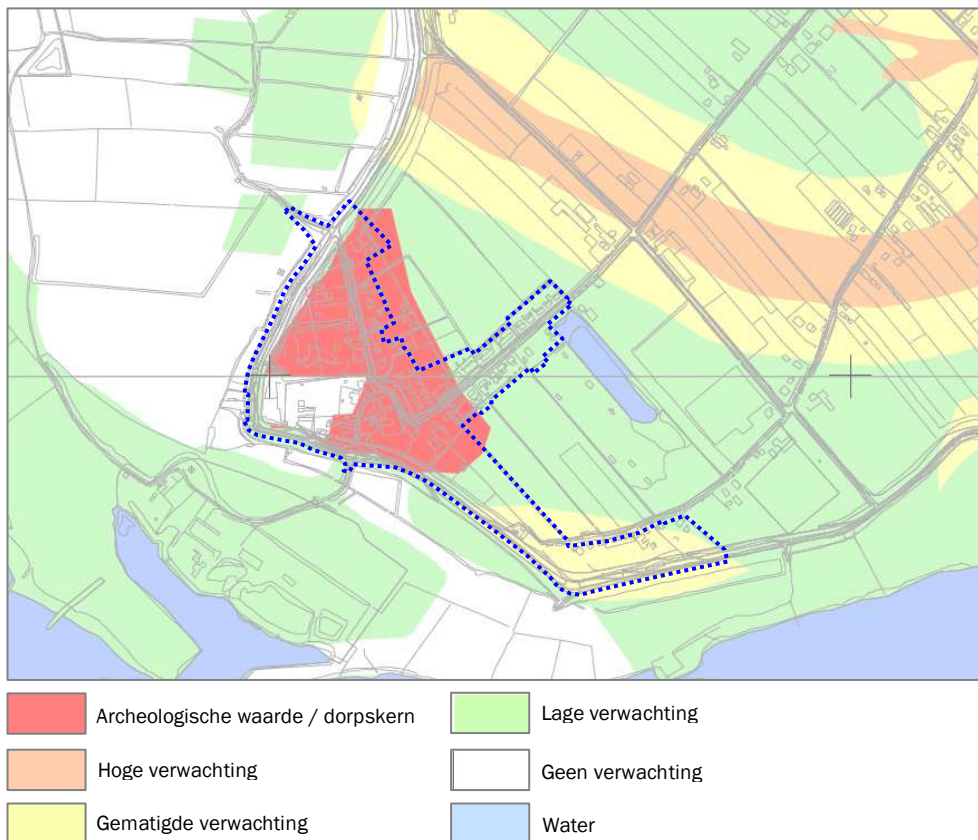 Archeologische waarde / dorpskern
Hoge verwachting
Gematigde verwachting
Lage verwachting
Geen verwachting
Water